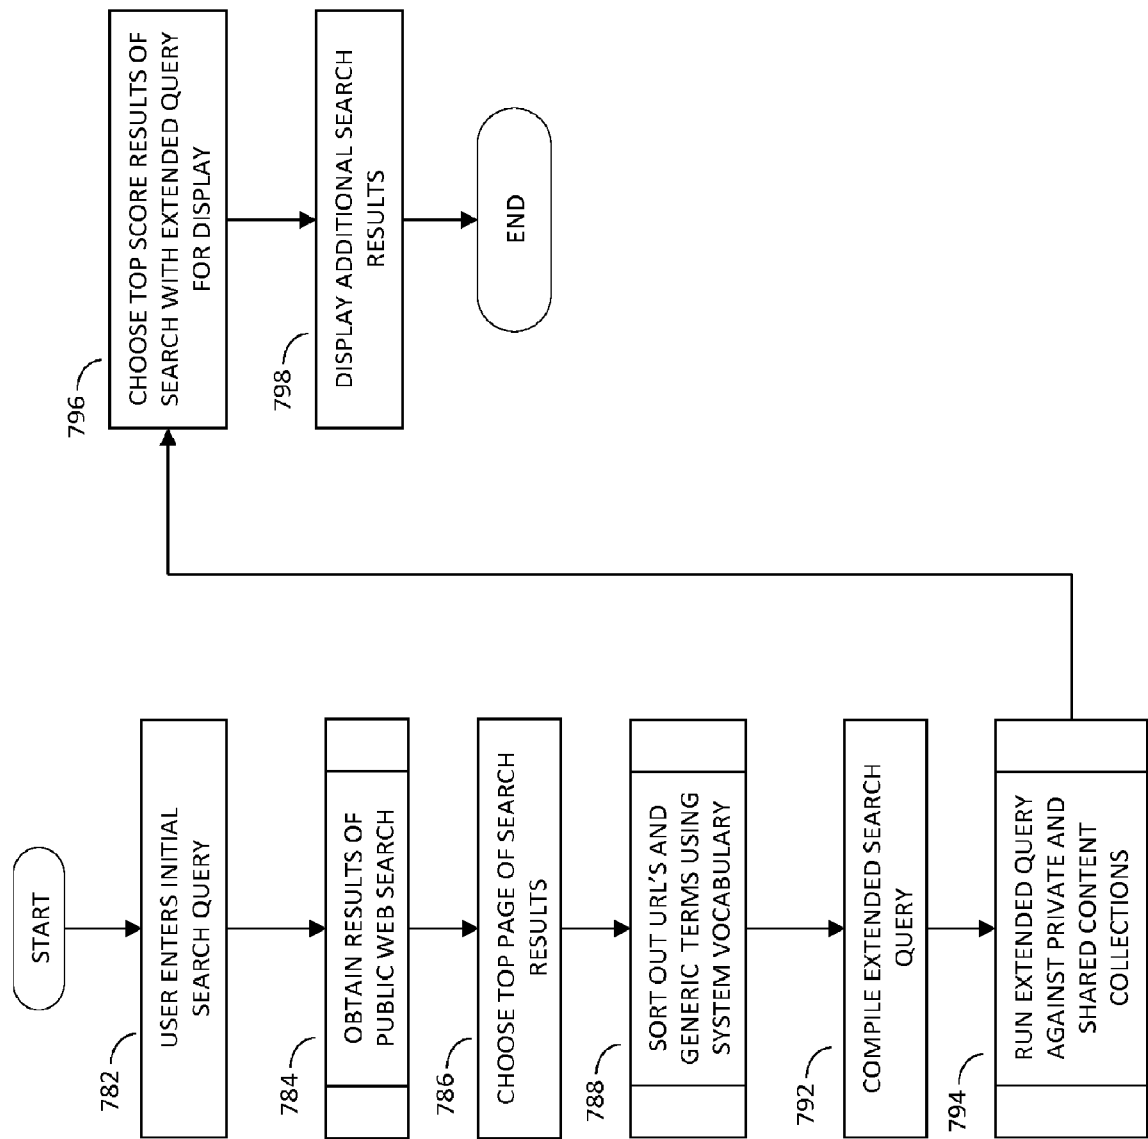 START
782
USER ENTERS INITIAL
SEARCH QUERY
784
OBTAIN RESULTS OF
PUBLIC WEB SEARCH
786
CHOOSE TOP PAGE OF SEARCH
RESULTS
788
SORT OUT URL'S AND
GENERIC TERMS USING
SYSTEM VOCABULARY
792
COMPILE EXTENDED SEARCH
QUERY
794
RUN EXTENDED QUERY
AGAINST PRIVATE AND
SHARED CONTENT
COLLECTIONS
796
CHOOSE TOP SCORE RESULTS OF
SEARCH WITH EXTENDED QUERY
FOR DISPLAY
798
DISPLAY ADDITIONAL SEARCH
RESULTS
END